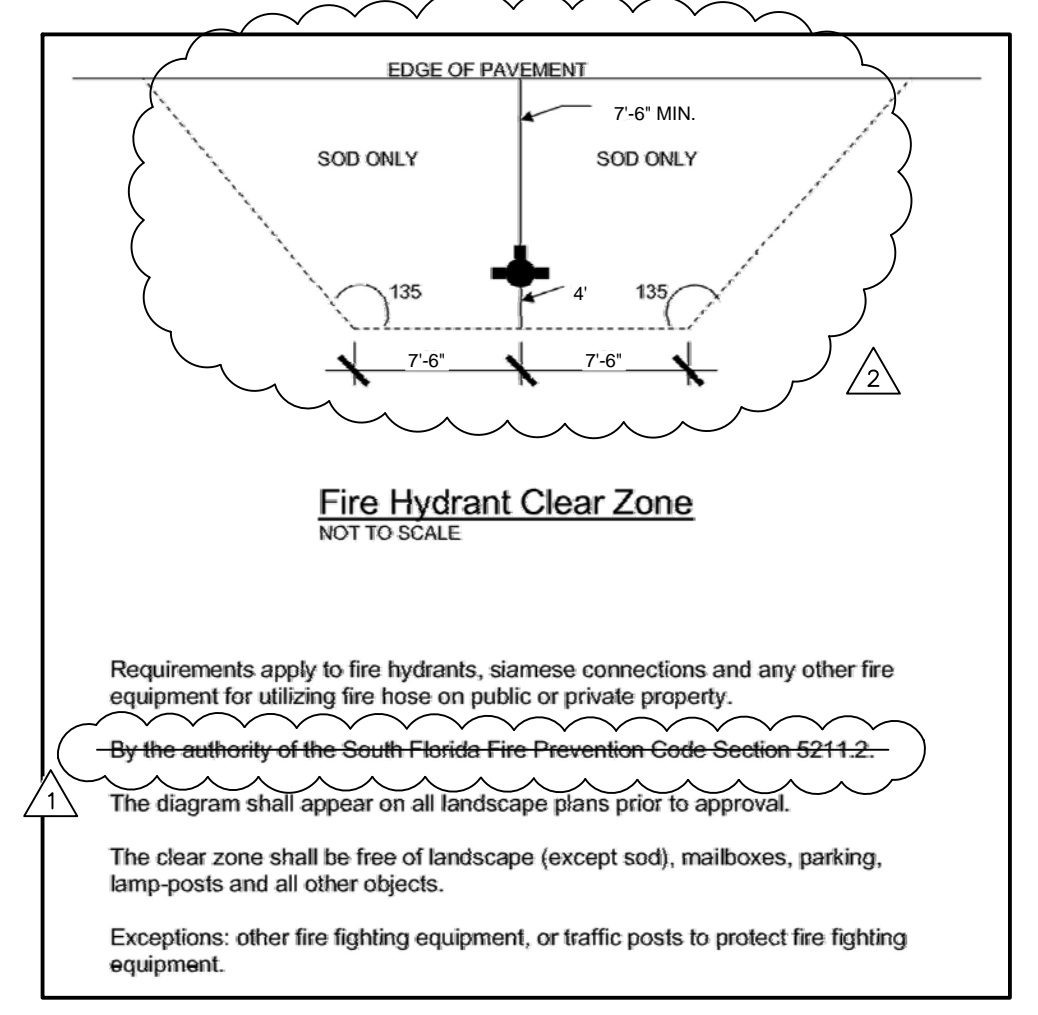 EDGE OF PAVEMENT
7'-6" MIN.
SOD ONLY
SOD ONLY
135
4'
135
7'-6"
7'-6"
2
Fire Hydrant Clear Zone
NOT TO SCALE
Requirements apply to fire hydrants, siamese connections and any other fire
equipment for utilizing fire hose on public or private property.
By the authority of the South Florida Fire Prevention Code Section 5211.2.
1
The diagram shall appear on all landscape plans prior to approval.
The clear zone shall be free of landscape (except sod), mailboxes, parking,
lamp-posts and all other objects.
Exceptions: other fire fighting equipment, or traffic posts to protect fire fighting
equipment.